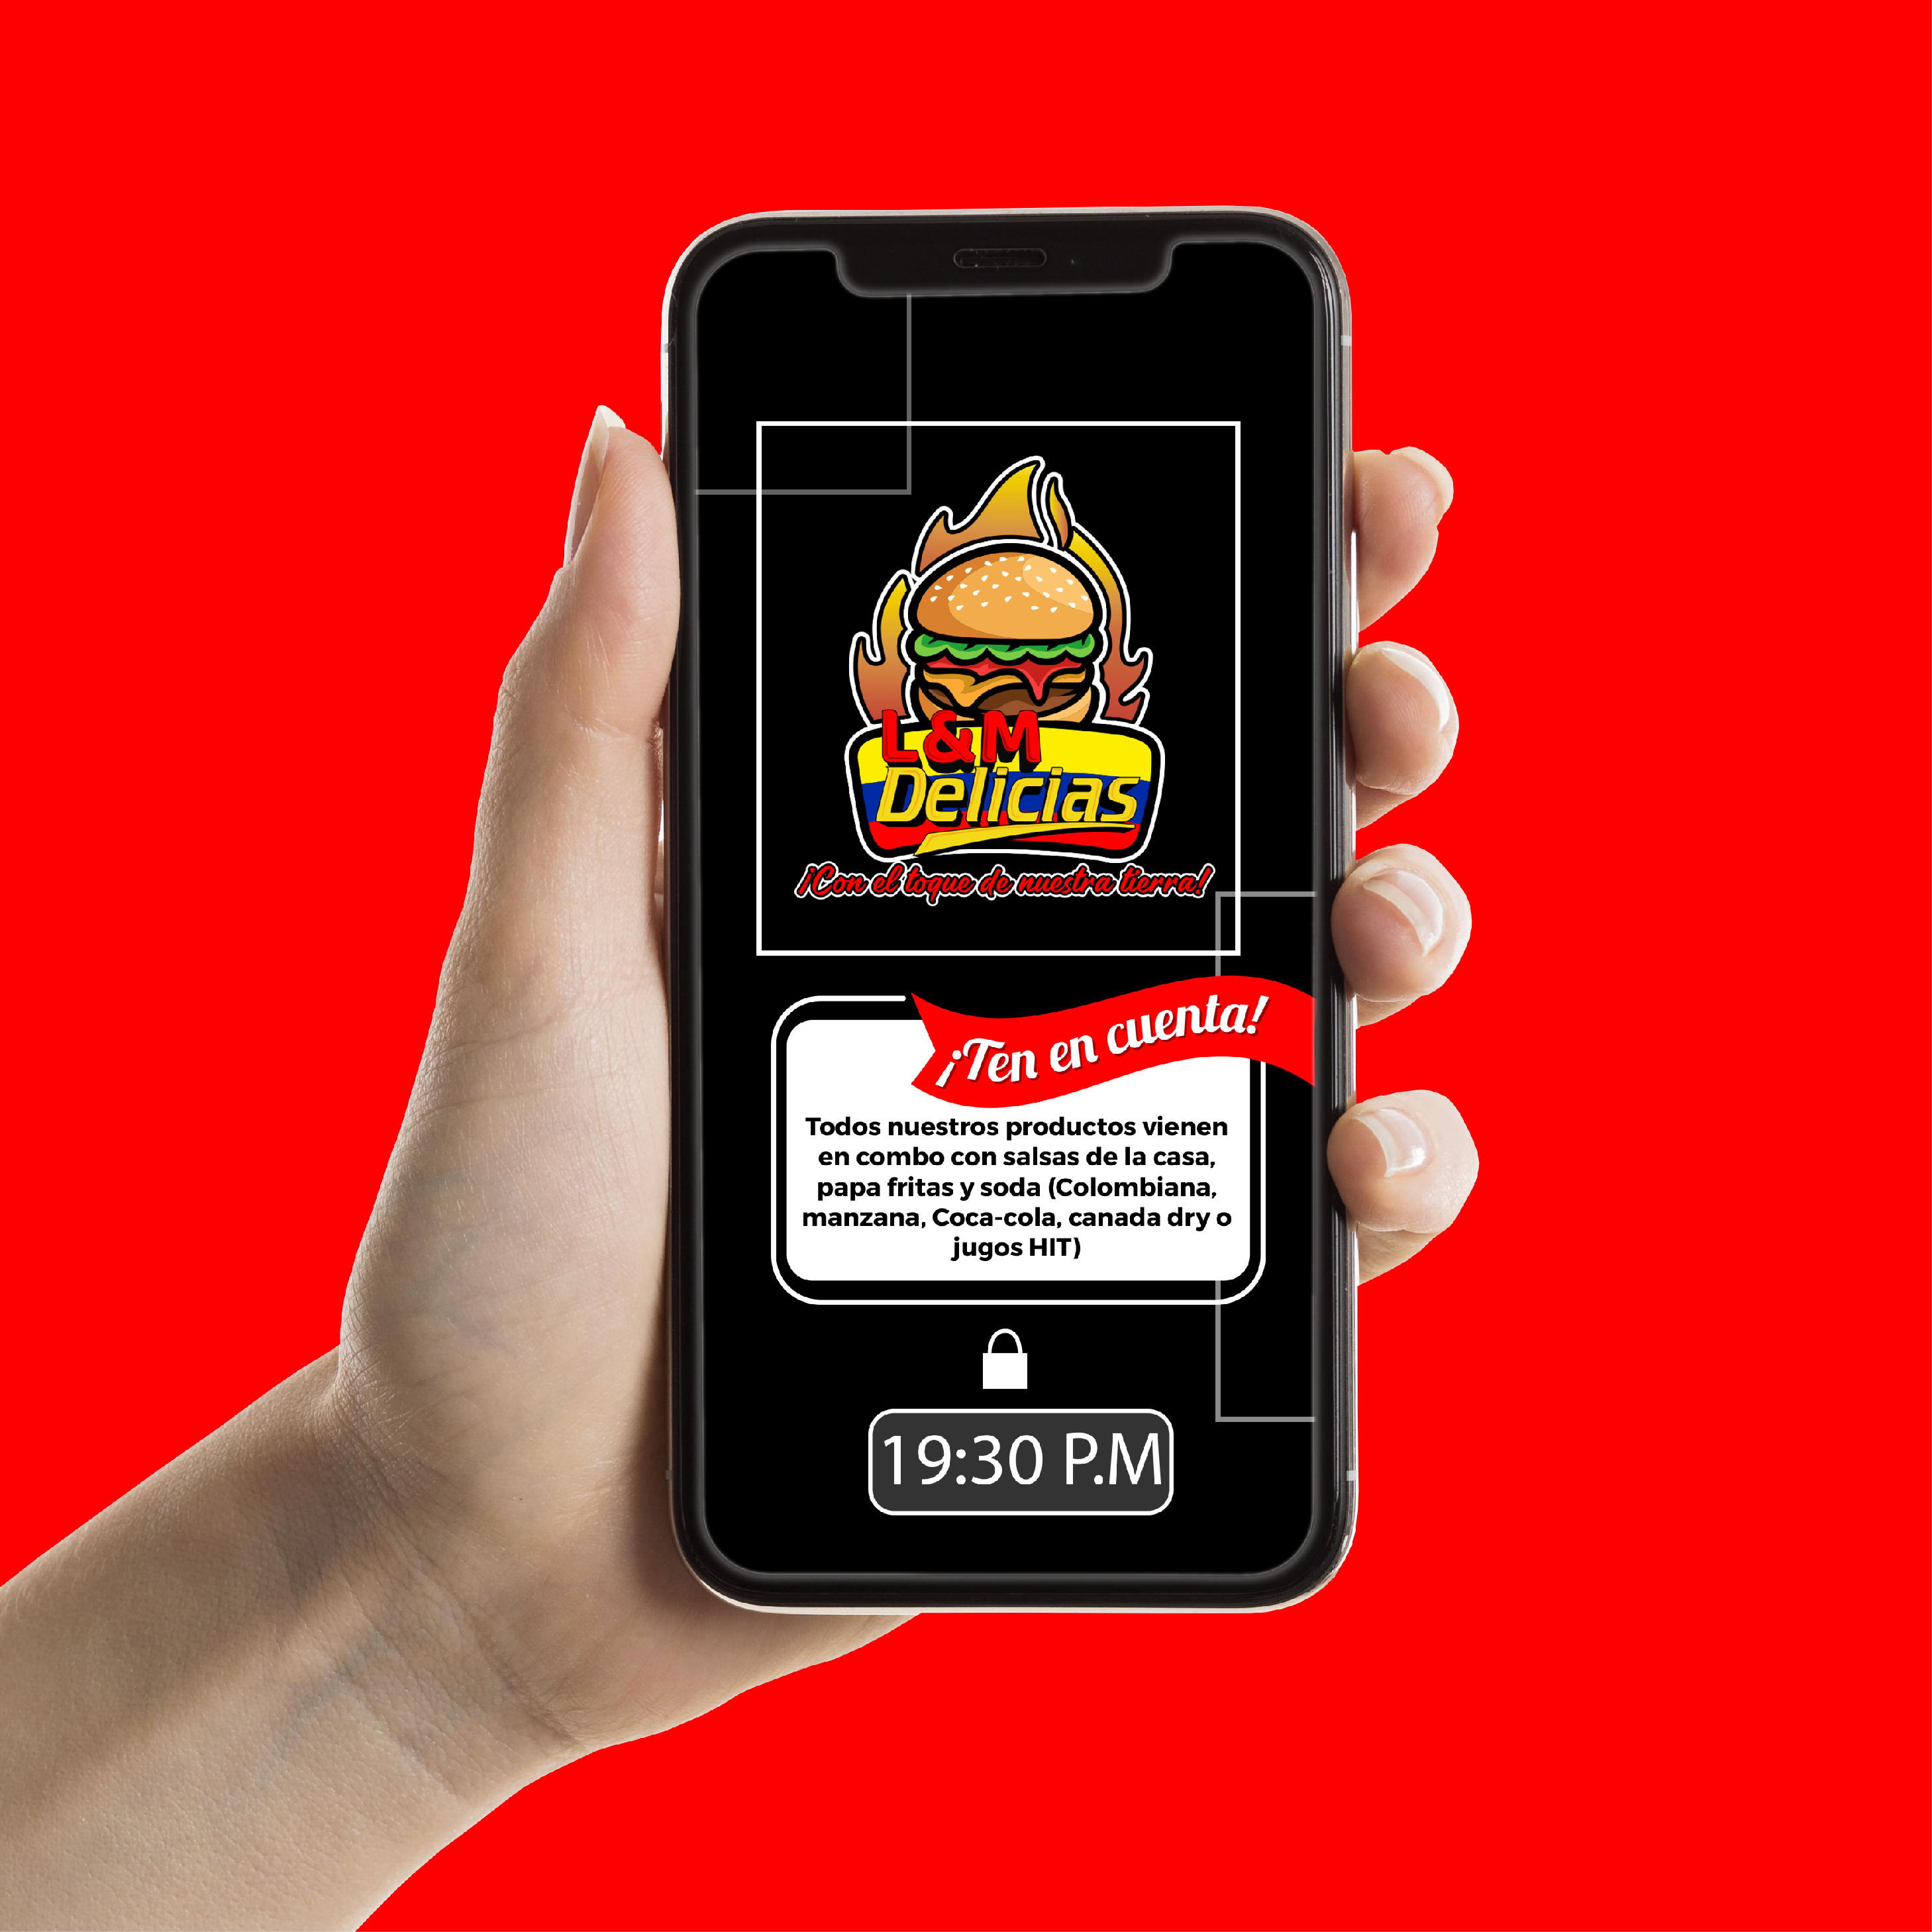 L&M
Delicias
¡Con el toque de nuestra tierra!
¡Ten en cuenta!
Todos nuestros productos vienen
en combo con salsas de la casa,
papa fritas y soda (Colombiana,
manzana, Coca-cola, canada dry o
jugos HIT)
19:30 P.M